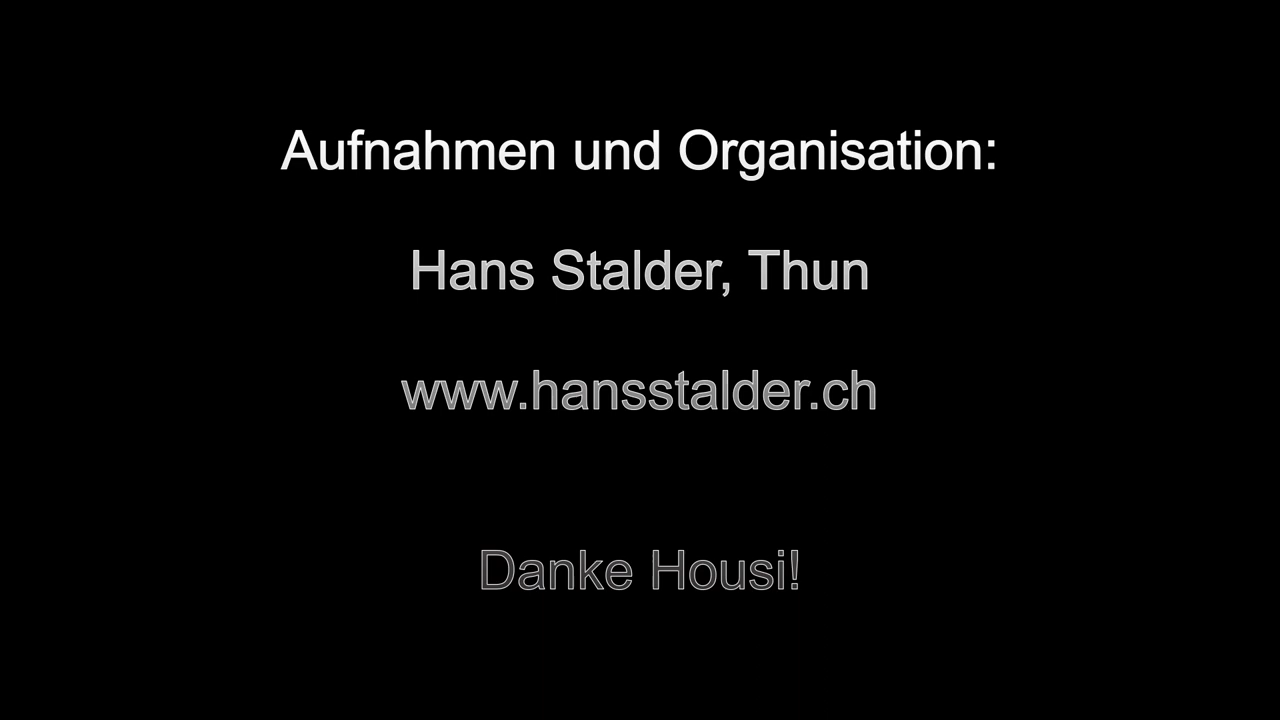 Aufnahmen und Organisation:
Hans Stalder, Thun
www.hansstalder.ch
Danke Housi!